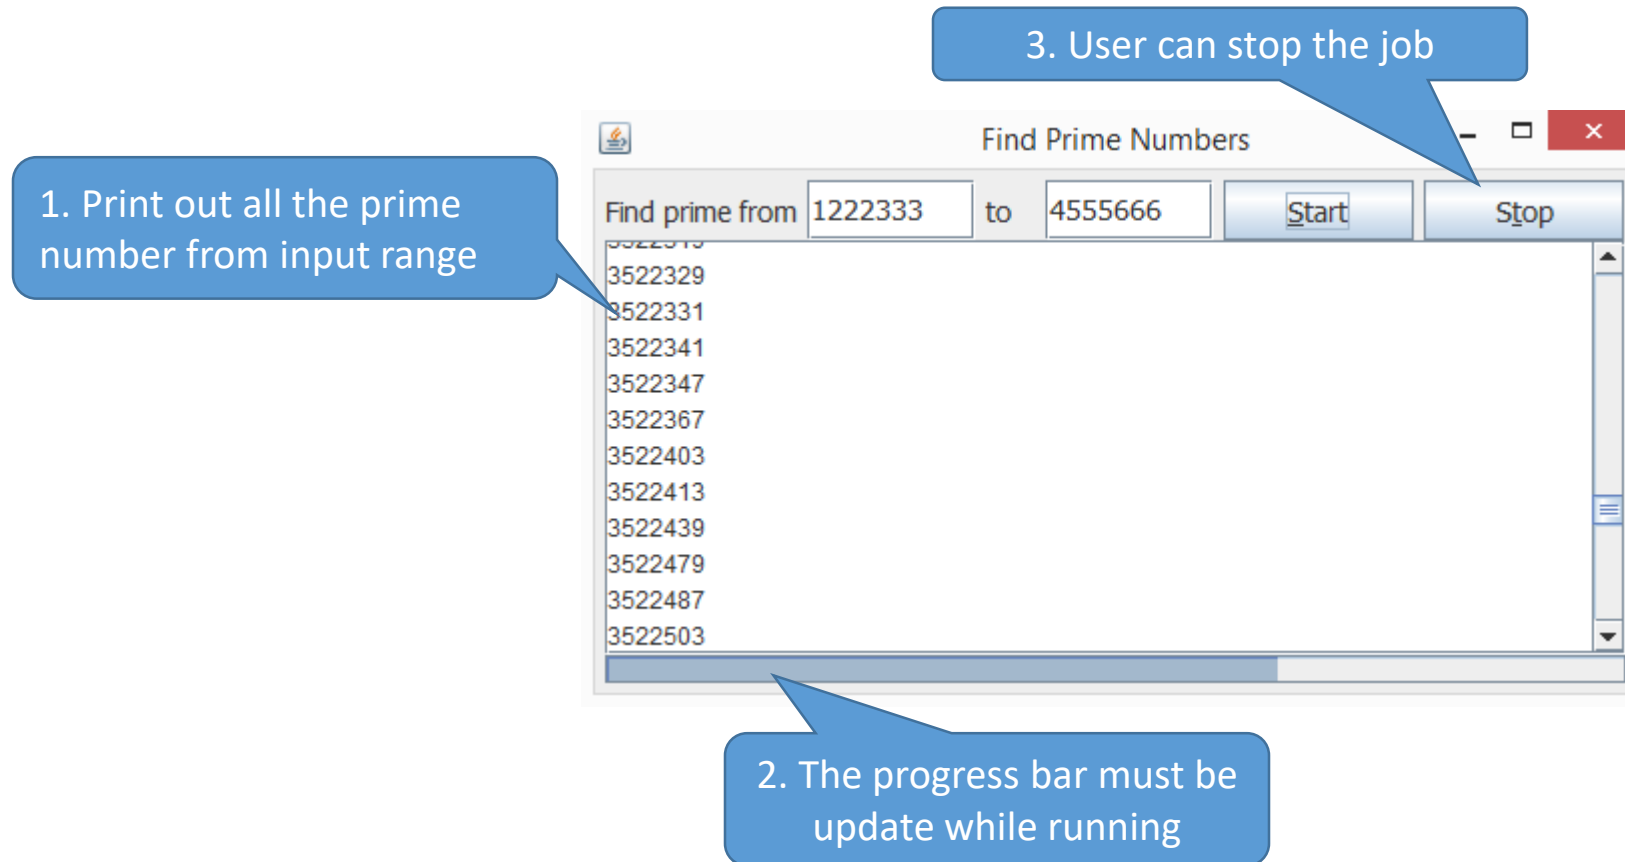 3. User can stop the job
Find Prime Numbers
1. Print out all the prime
number from input range
Find prime from 1222333 to 4555666 Start Stop
3522329
3522331
3522341
3522347
3522367
3522403
3522413
3522439
3522479
3522487
3522503
2. The progress bar must be
update while running